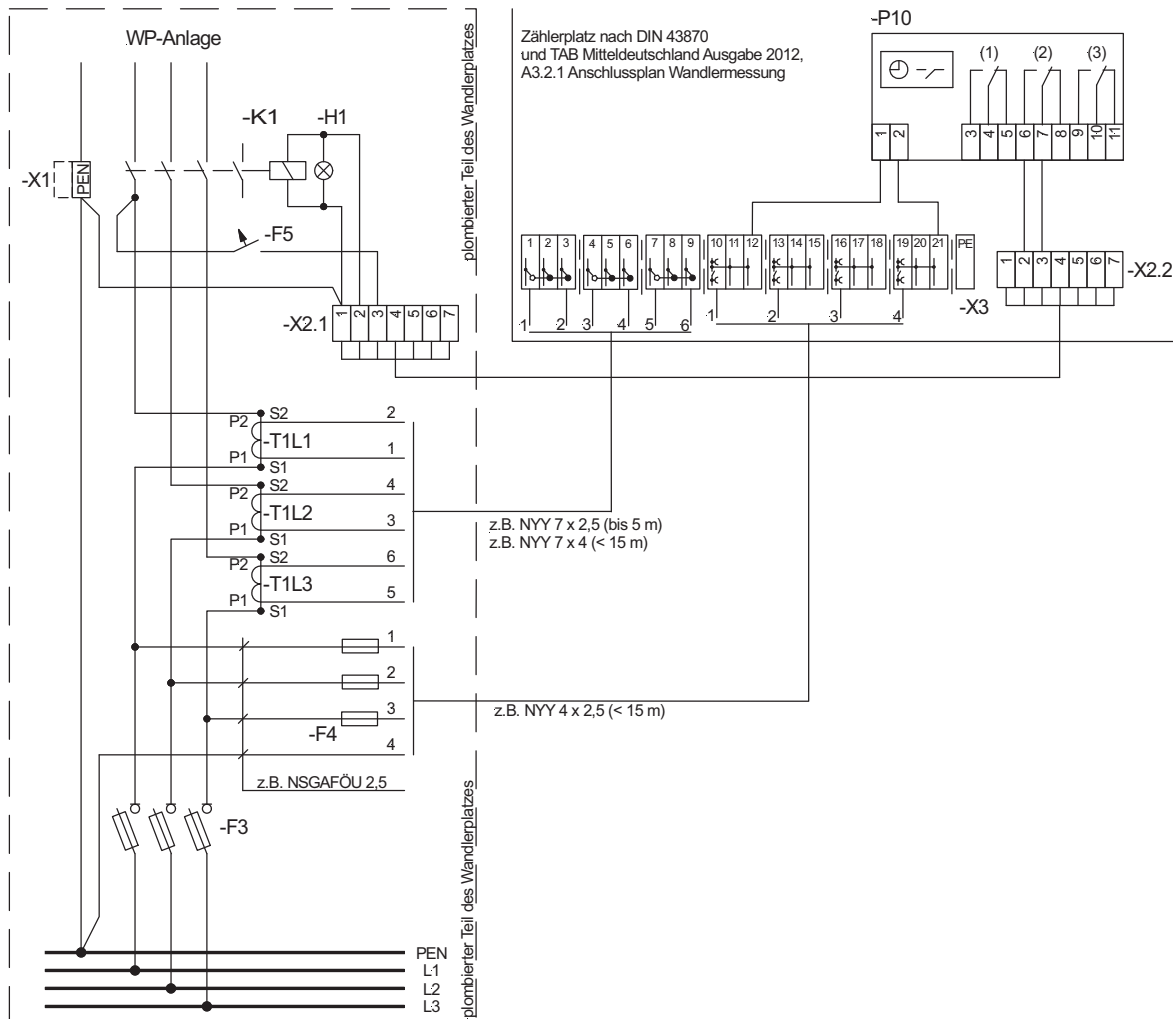 WP-Anlage
plombierter Teil des Wandlerplatzes
Zählerplatz nach DIN 43870
und TAB Mitteldeutschland Ausgabe 2012,
A3.2.1 Anschlussplan Wandlermessung
-P10
(1) (2) (3)
1 2 3 4 5 6 7 8 9 10 11
-K1 -H1
-X1 PEN
-F5
1 2 3 4 5 6 7 8 9 10 11 12 13 14 15 16 17 18 19 20 21 PE
1 2 3 4 5 6 7 -X2.2
-X3
1 2 3 4 5 6 1 2 3 4
-X2.1 1 2 3 4 5 6 7
P2 S2 2
-T1L1
P1 S1 1
P2 S2 4
-T1L2
P1 S1 3
P2 S2 6
-T1L3
P1 S1 5
z.B. NYY 7 x 2,5 (bis 5 m)
z.B. NYY 7 x 4 (< 15 m)
1
2
3
-F4
4
z.B. NYY 4 x 2,5 (< 15 m)
z.B. NSGAFÖU 2,5
-F3
plombierter Teil des Wandlerplatzes
PEN
L1
L2
L3